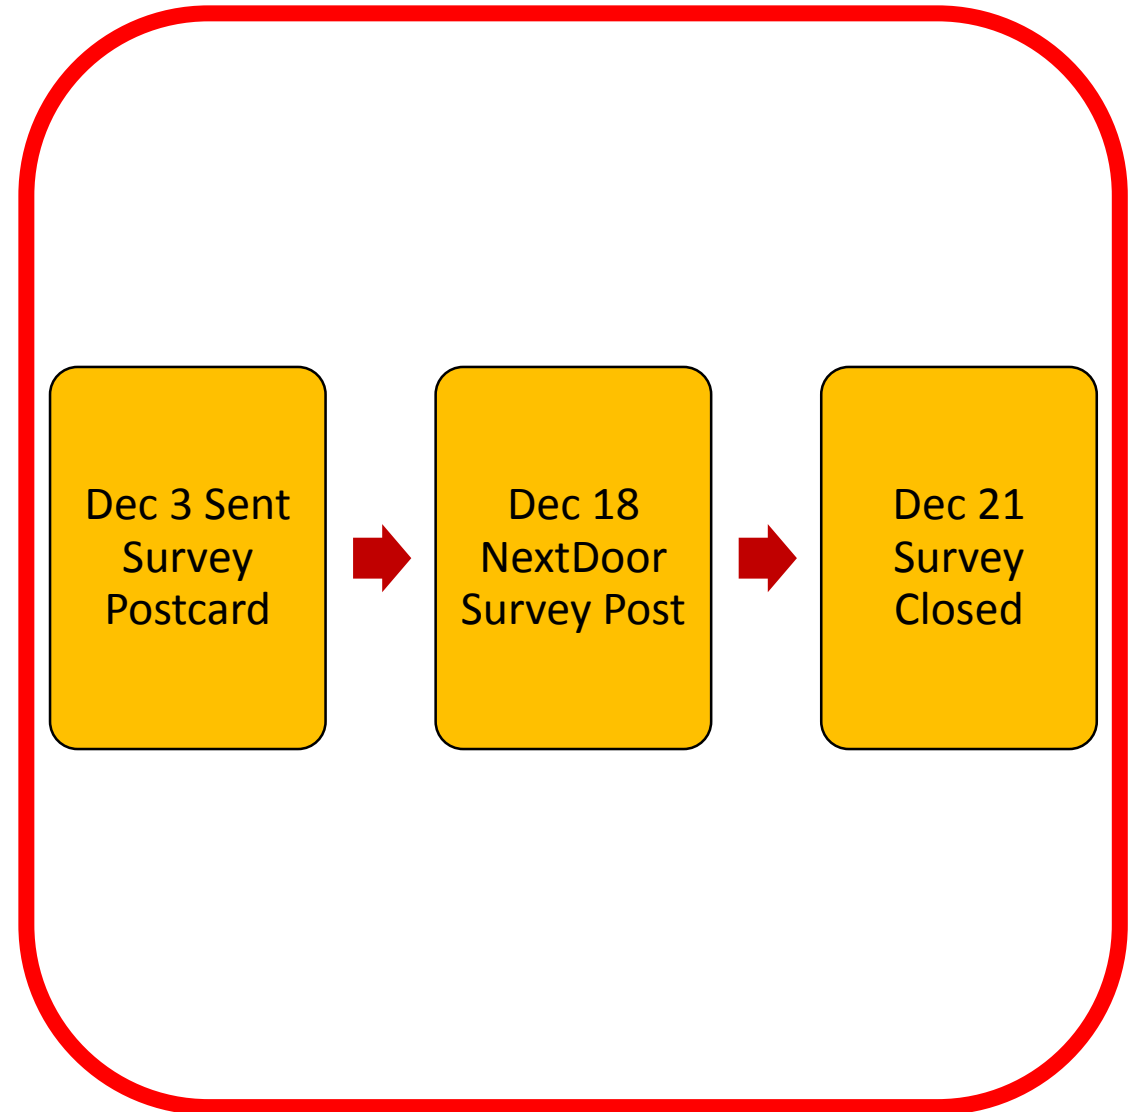 Dec 3 Sent
Survey
Postcard
Dec 18
NextDoor
Survey Post
Dec 21
Survey
Closed